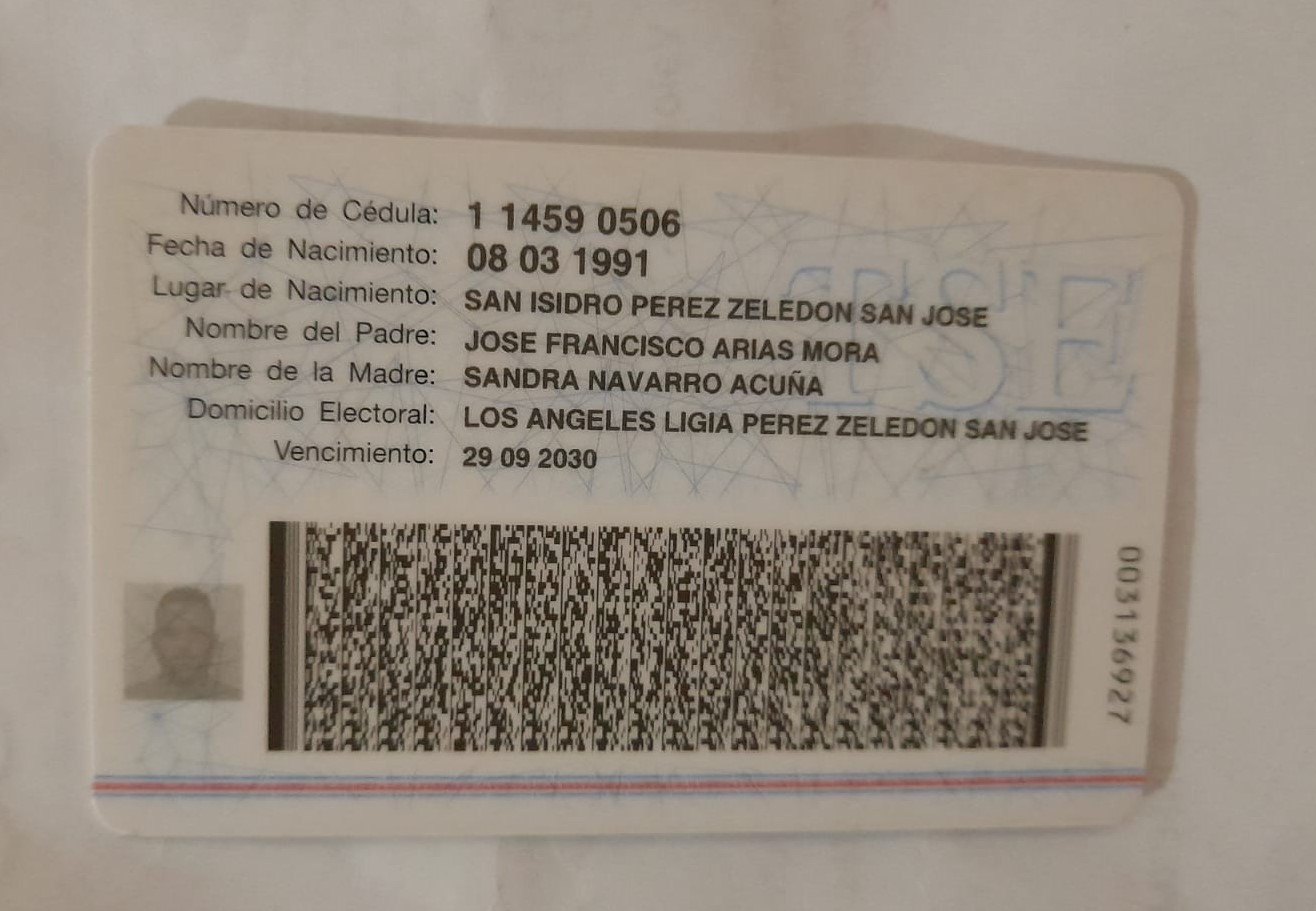 Número de Cédula: 1 1459 0506
Fecha de Nacimiento: 08 03 1991
Lugar de Nacimiento: SAN ISIDRO PEREZ ZELEDON SAN JOSE
Nombre del Padre: JOSE FRANCISCO ARIAS MORA
Nombre de la Madre: SANDRA NAVARRO ACUÑA
Domicilio Electoral: LOS ANGELES LIGIA PEREZ ZELEDON SAN JOSE
Vencimiento: 29 09 2030
TSE
003136927